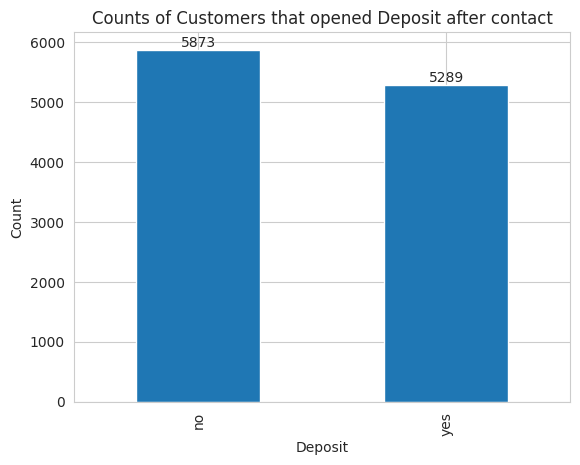 Counts of Customers that opened Deposit after contact
6000
5000
4000
3000
2000
1000
0
Count
5873
5289
no
yes
Deposit